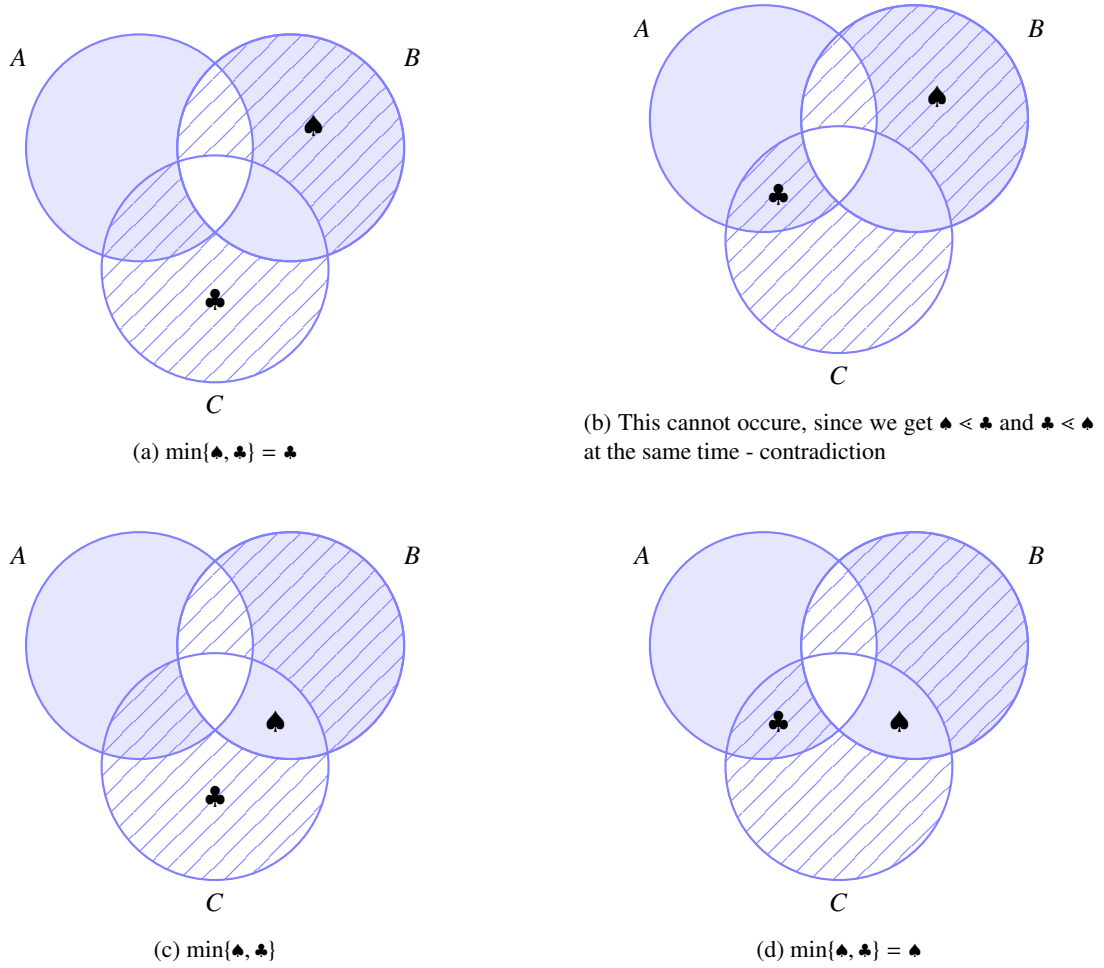 A
B
♠
♣
C
(a) min{♠, ♣} = ♣
A
B
♠
♣
C
(b) This cannot occure, since we get ♠ ⋖ ♣ and ♣ ⋖ ♠
at the same time - contradiction
A
B
♠
♣
C
(c) min{♠, ♣}
A
B
♣
♠
C
(d) min{♠, ♣} = ♠